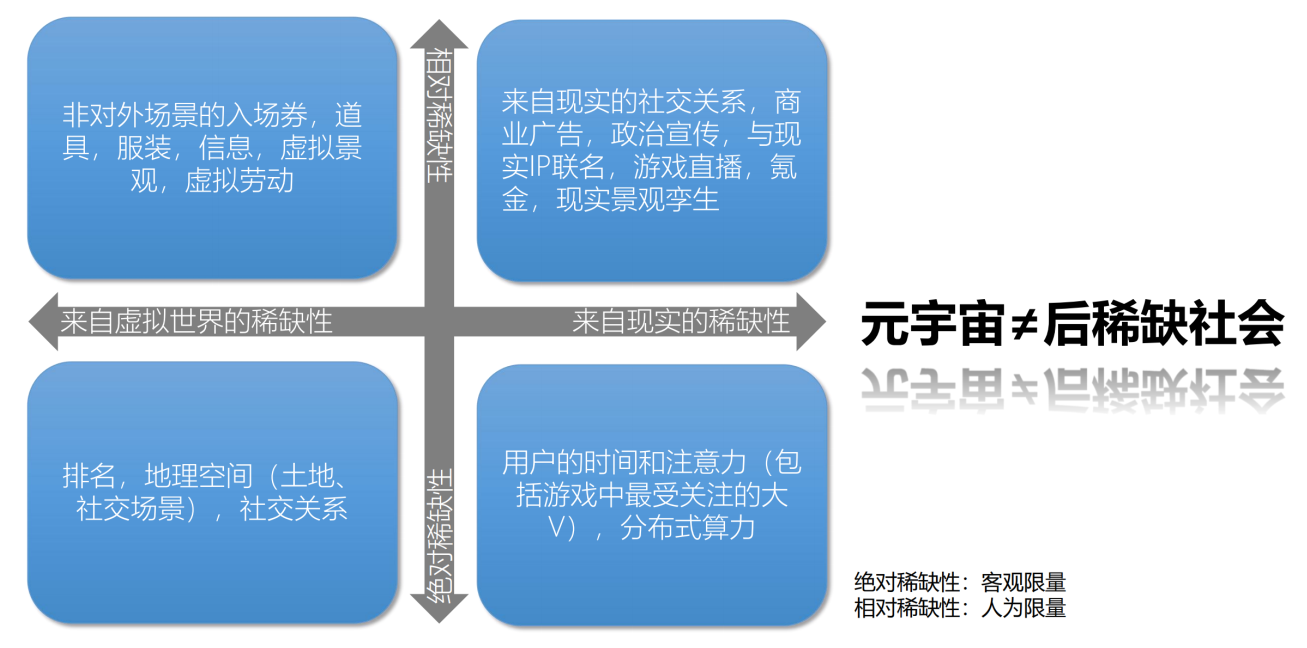 非对外场景的入场券，道
具，服装，信息，虚拟景
观，虚拟劳动
相对稀缺性
来自现实的社交关系，商
业广告，政治宣传，与现
实IP联名，游戏直播，氪
金，现实景观孪生
来自虚拟世界的稀缺性
来自现实的稀缺性
元宇宙≠后稀缺社会
排名，地理空间（土地、
社交场景），社交关系
绝对稀缺性
用户的时间和注意力（包
括游戏中最受关注的大
V），分布式算力
绝对稀缺性：客观限量
相对稀缺性：人为限量